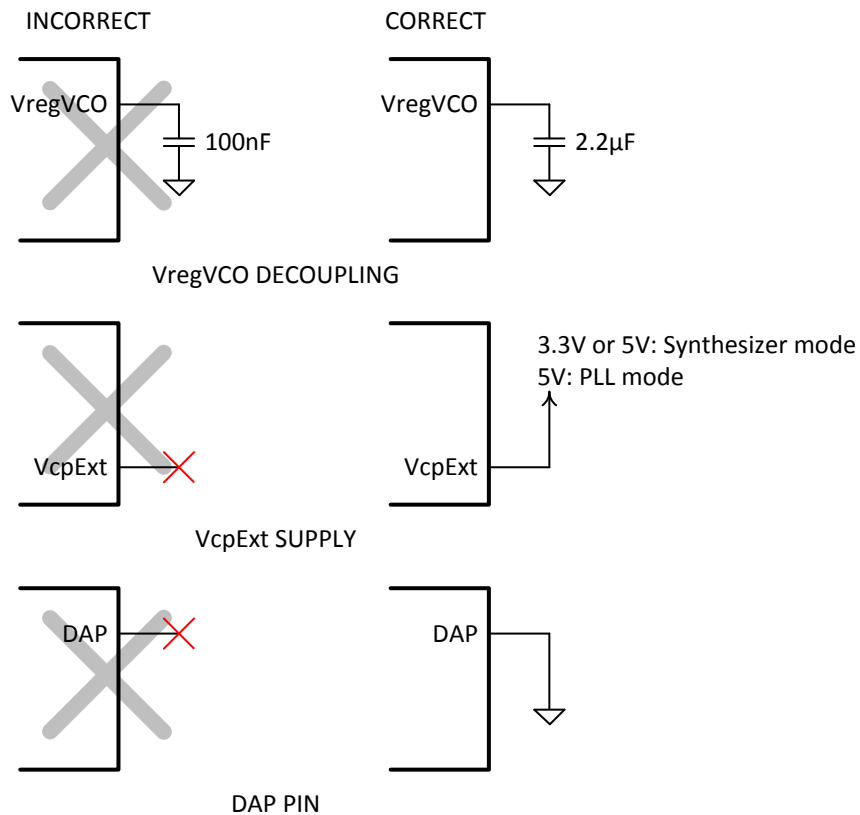 INCORRECT
CORRECT
VregVCO
100nF
VregVCO
2.2µF
VregVCO DECOUPLING
3.3V or 5V: Synthesizer mode
5V: PLL mode
VcpExt
VcpExt
VcpExt SUPPLY
DAP
DAP
DAP PIN